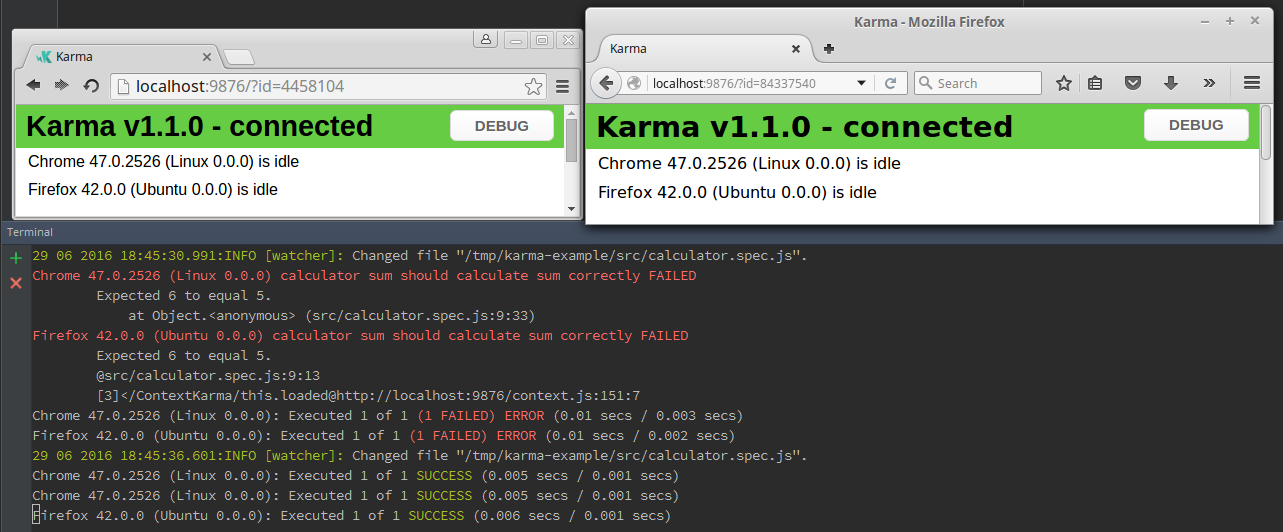 Karma
localhost:9876/?id=4458104
Karma v1.1.0 - connected
DEBUG
Chrome 47.0.2526 (Linux 0.0.0) is idle
Firefox 42.0.0 (Ubuntu 0.0.0) is idle
Karma - Mozilla Firefox
Karma
localhost:9876/?id=84337540
Search
Karma v1.1.0 - connected
DEBUG
Chrome 47.0.2526 (Linux 0.0.0) is idle
Firefox 42.0.0 (Ubuntu 0.0.0) is idle
Terminal
29 06 2016 18:45:30.991:INFO [watcher]: Changed file "/tmp/karma-example/src/calculator.spec.js".
Chrome 47.0.2526 (Linux 0.0.0) calculator sum should calculate sum correctly FAILED
Expected 6 to equal 5.
at Object.<anonymous> (src/calculator.spec.js:9:33)
Firefox 42.0.0 (Ubuntu 0.0.0) calculator sum should calculate sum correctly FAILED
Expected 6 to equal 5.
@src/calculator.spec.js:9:13
[3]</ContextKarma/this.loaded@http://localhost:9876/context.js:151:7
Chrome 47.0.2526 (Linux 0.0.0): Executed 1 of 1 (1 FAILED) ERROR (0.01 secs / 0.003 secs)
Firefox 42.0.0 (Ubuntu 0.0.0): Executed 1 of 1 (1 FAILED) ERROR (0.01 secs / 0.002 secs)
29 06 2016 18:45:36.601:INFO [watcher]: Changed file "/tmp/karma-example/src/calculator.spec.js".
Chrome 47.0.2526 (Linux 0.0.0): Executed 1 of 1 SUCCESS (0.005 secs / 0.001 secs)
Chrome 47.0.2526 (Linux 0.0.0): Executed 1 of 1 SUCCESS (0.005 secs / 0.001 secs)
Firefox 42.0.0 (Ubuntu 0.0.0): Executed 1 of 1 SUCCESS (0.006 secs / 0.001 secs)